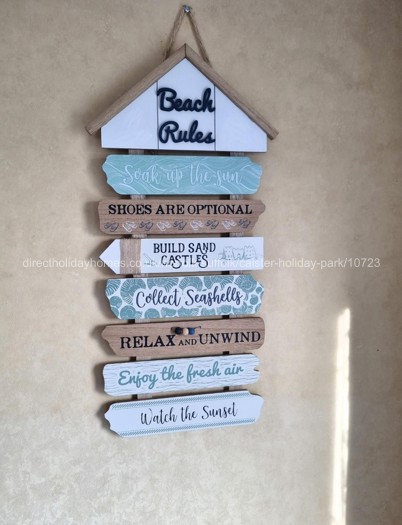 Beach
Rules
Soak up the sun
SHOES ARE OPTIONAL
BUILD SAND
CASTLES
Collect Seashells
RELAX AND UNWIND
Enjoy the fresh air
Watch the Sunset